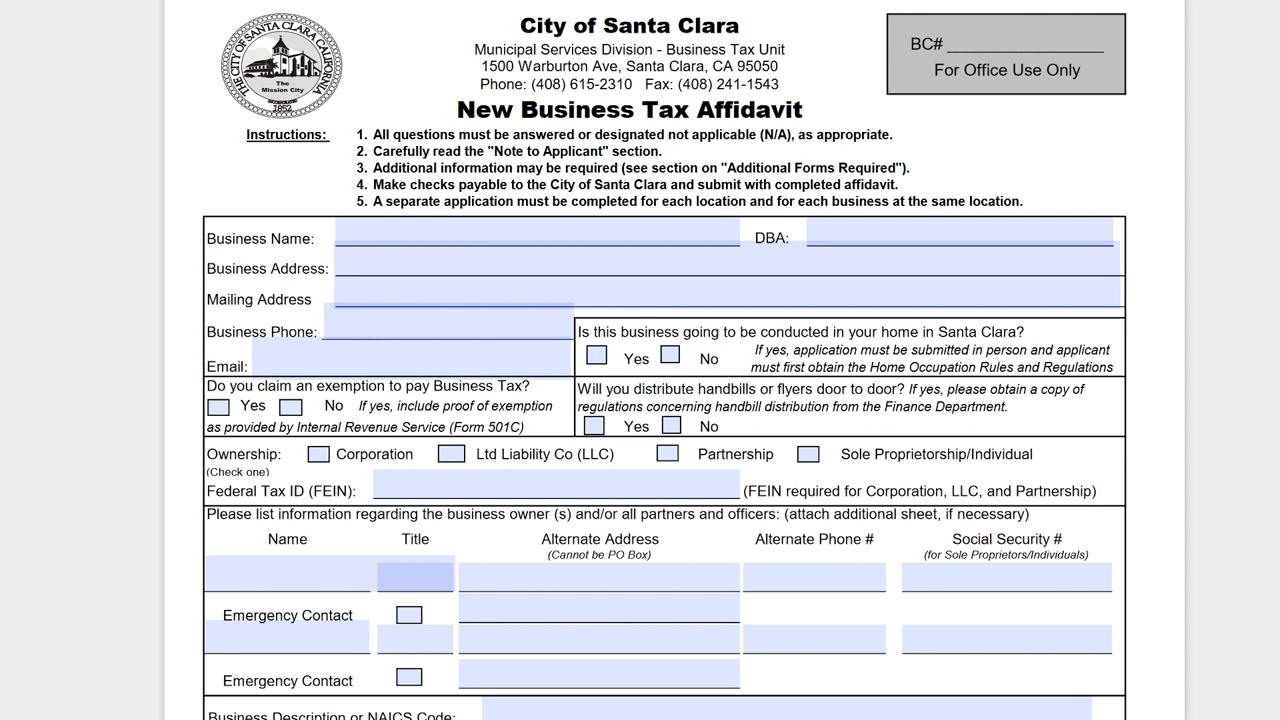 THE CITY OF SANTA CLARA CALIFORNIA
The
Mission City
INCORPORATED
1852
City of Santa Clara
Municipal Services Division - Business Tax Unit
1500 Warburton Ave, Santa Clara, CA 95050
Phone: (408) 615-2310 Fax: (408) 241-1543
New Business Tax Affidavit
BC# ___________________
For Office Use Only
Instructions:
1. All questions must be answered or designated not applicable (N/A), as appropriate.
2. Carefully read the "Note to Applicant" section.
3. Additional information may be required (see section on "Additional Forms Required").
4. Make checks payable to the City of Santa Clara and submit with completed affidavit.
5. A separate application must be completed for each location and for each business at the same location.
Business Name: DBA:
Business Address:
Mailing Address
Business Phone:
Email:
Is this business going to be conducted in your home in Santa Clara?
Yes No If yes, application must be submitted in person and applicant
must first obtain the Home Occupation Rules and Regulations
Do you claim an exemption to pay Business Tax?
Yes No If yes, include proof of exemption
as provided by Internal Revenue Service (Form 501C)
Will you distribute handbills or flyers door to door? If yes, please obtain a copy of
regulations concerning handbill distribution from the Finance Department.
Yes No
Ownership: Corporation Ltd Liability Co (LLC) Partnership Sole Proprietorship/Individual
(Check one)
Federal Tax ID (FEIN): (FEIN required for Corporation, LLC, and Partnership)
Please list information regarding the business owner (s) and/or all partners and officers: (attach additional sheet, if necessary)
Name Title Alternate Address Alternate Phone # Social Security #
(Cannot be PO Box) (for Sole Proprietors/Individuals)
Emergency Contact
Emergency Contact
Business Description or NAICS Code: